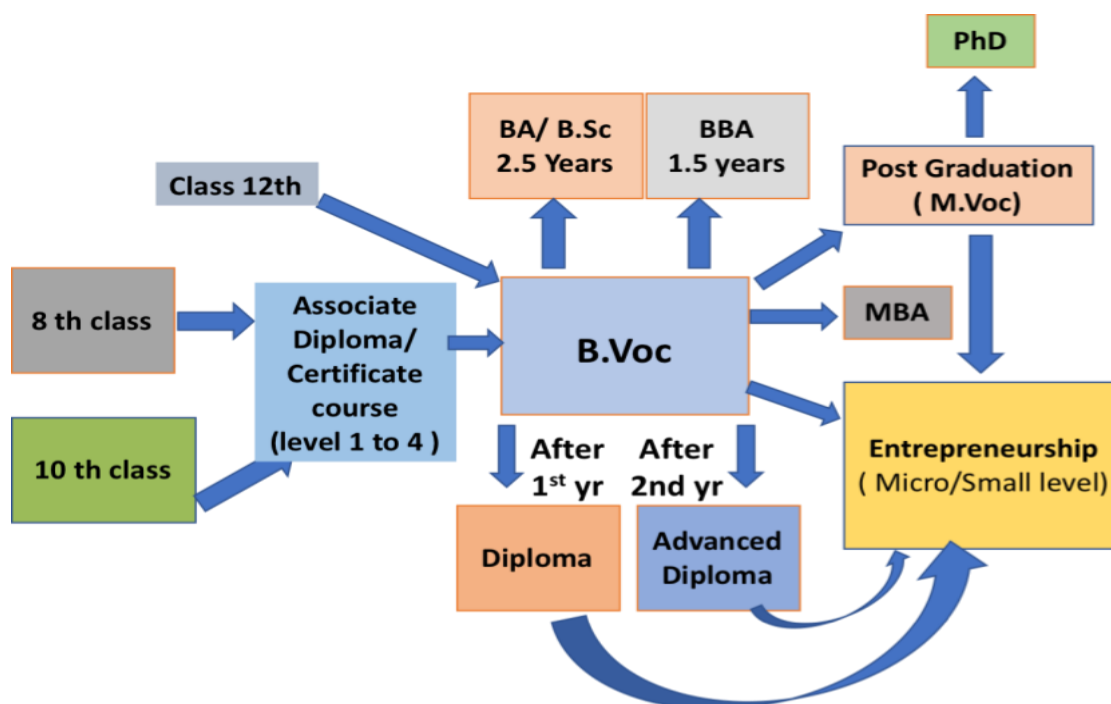 PhD
BA/ B.Sc
2.5 Years
BBA
1.5 years
Post Graduation
( M.Voc)
Class 12th
8 th class
Associate
Diploma/
Certificate
course
(level 1 to 4 )
B.Voc
MBA
10 th class
After
1st yr
After
2nd yr
Entrepreneurship
( Micro/Small level)
Diploma
Advanced
Diploma